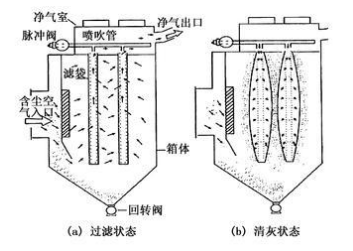 净气室
净气出口
脉冲阀
喷吹管
滤袋
含尘空
气入口
箱体
回转阀
(a) 过滤状态
(b) 清灰状态